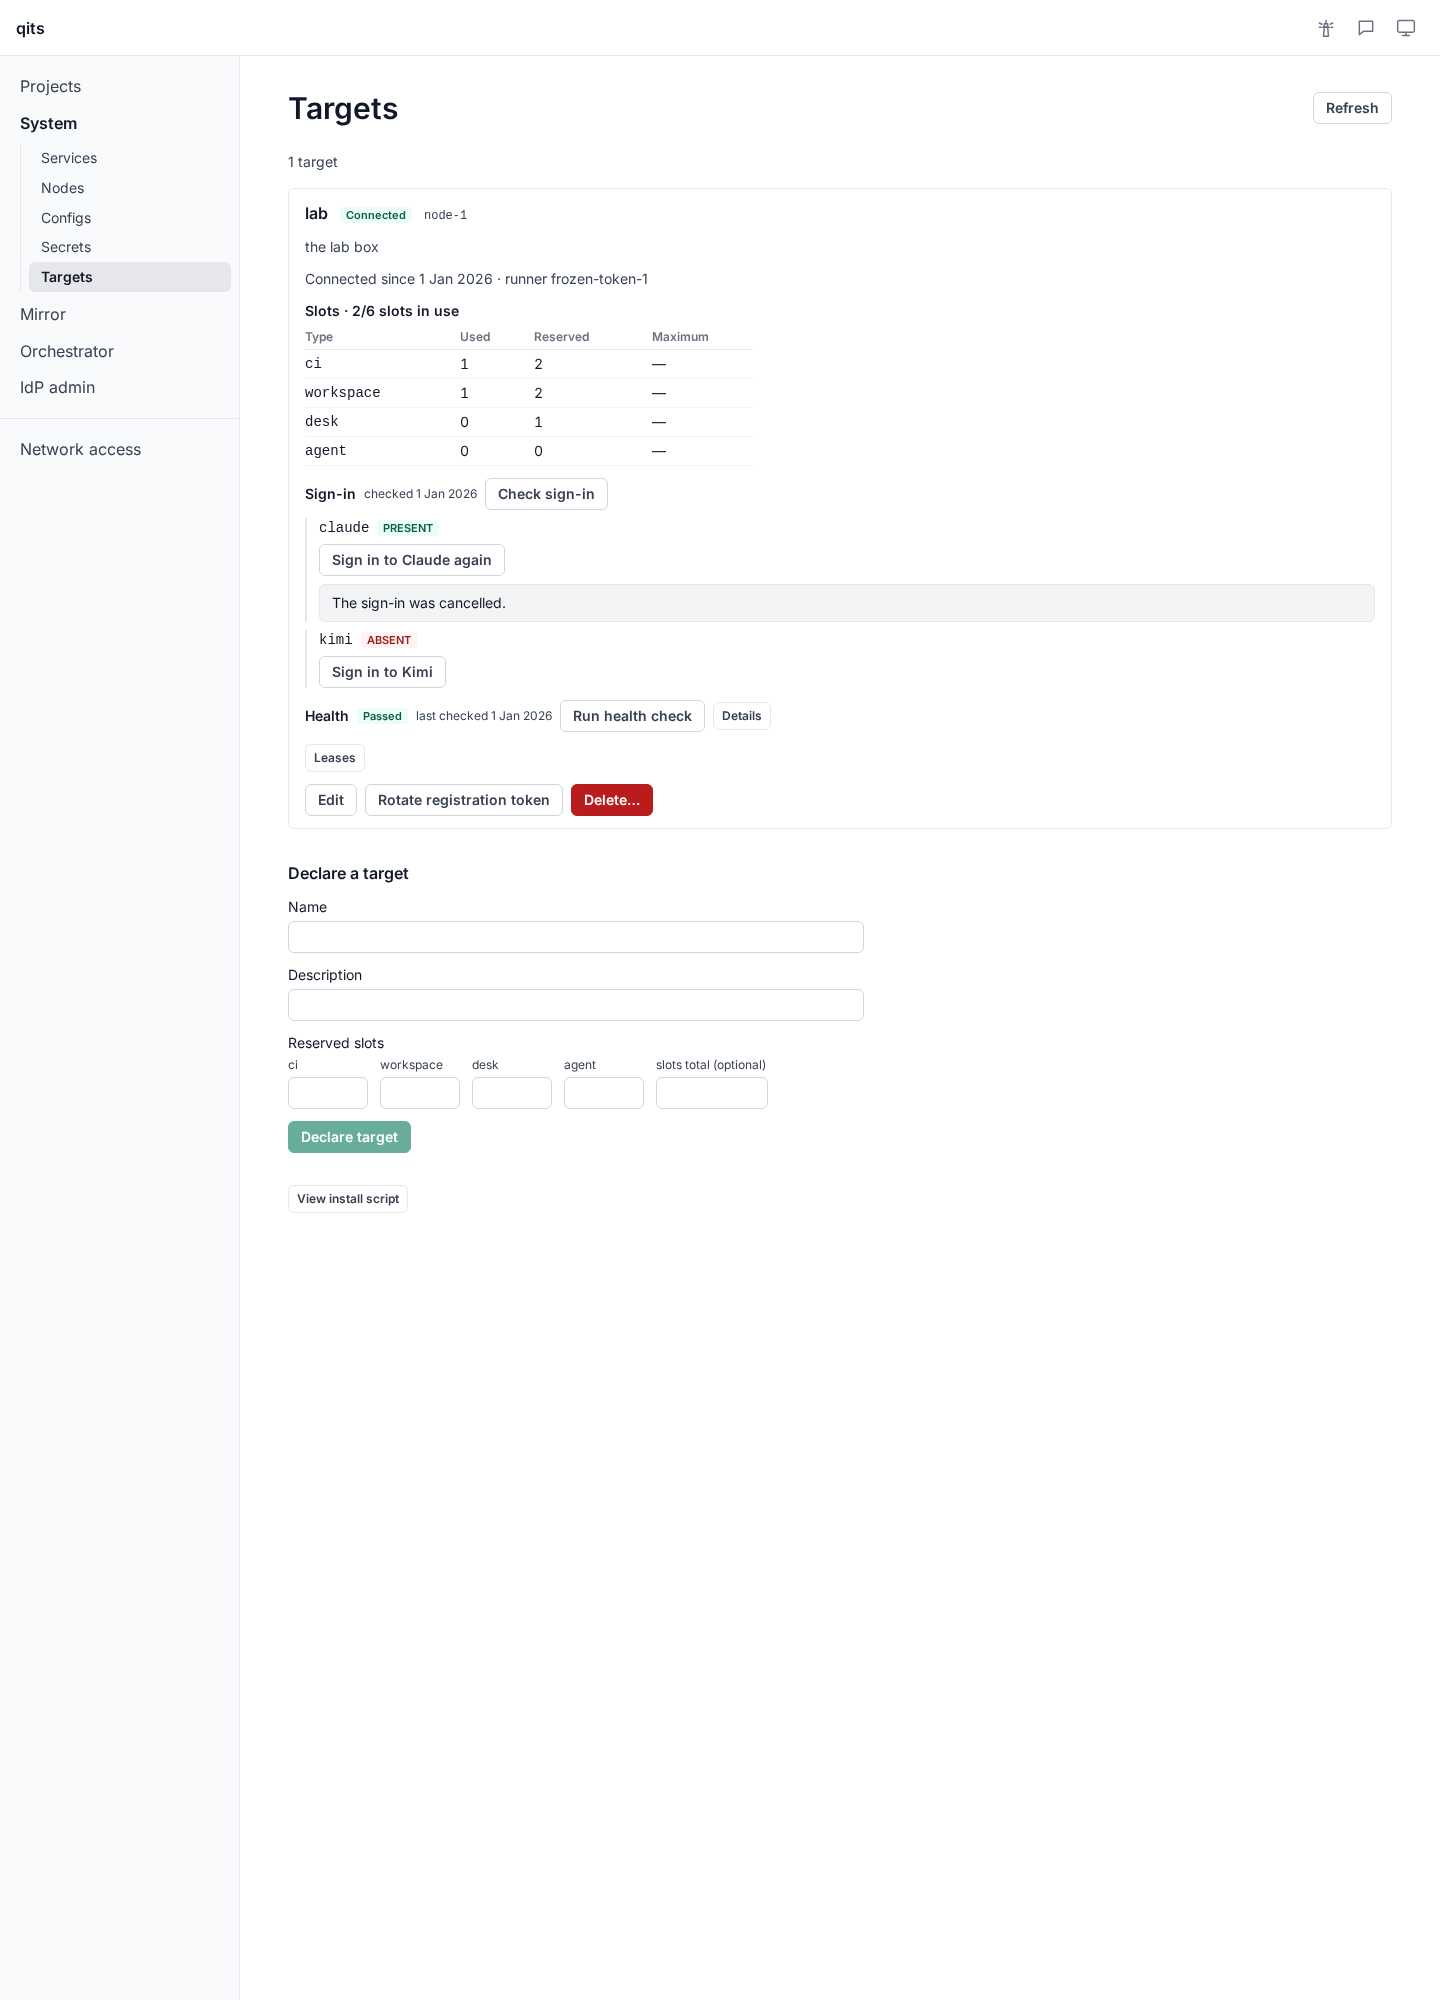 qits
Projects
System
Services
Nodes
Configs
Secrets
Targets
Mirror
Orchestrator
IdP admin
Network access
Targets
Refresh
1 target
lab Connected node-1
the lab box
Connected since 1 Jan 2026 · runner frozen-token-1
Slots · 2/6 slots in use
Type Used Reserved Maximum
ci 1 2 —
workspace 1 2 —
desk 0 1 —
agent 0 0 —
Sign-in checked 1 Jan 2026 Check sign-in
claude PRESENT
Sign in to Claude again
The sign-in was cancelled.
kimi ABSENT
Sign in to Kimi
Health Passed last checked 1 Jan 2026 Run health check Details
Leases
Edit Rotate registration token Delete...
Declare a target
Name
Description
Reserved slots
ci workspace desk agent slots total (optional)
Declare target
View install script